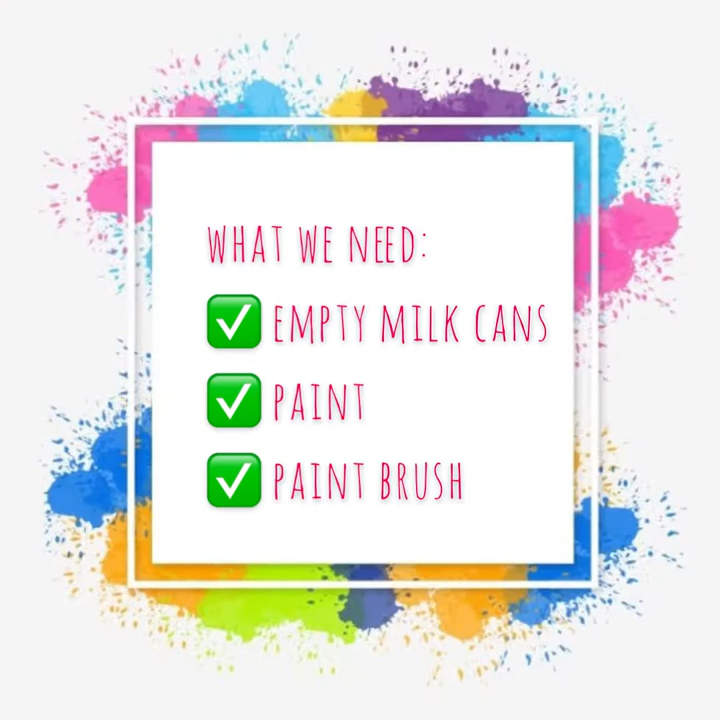 WHAT WE NEED:
✅ EMPTY MILK CANS
✅ PAINT
✅ PAINT BRUSH